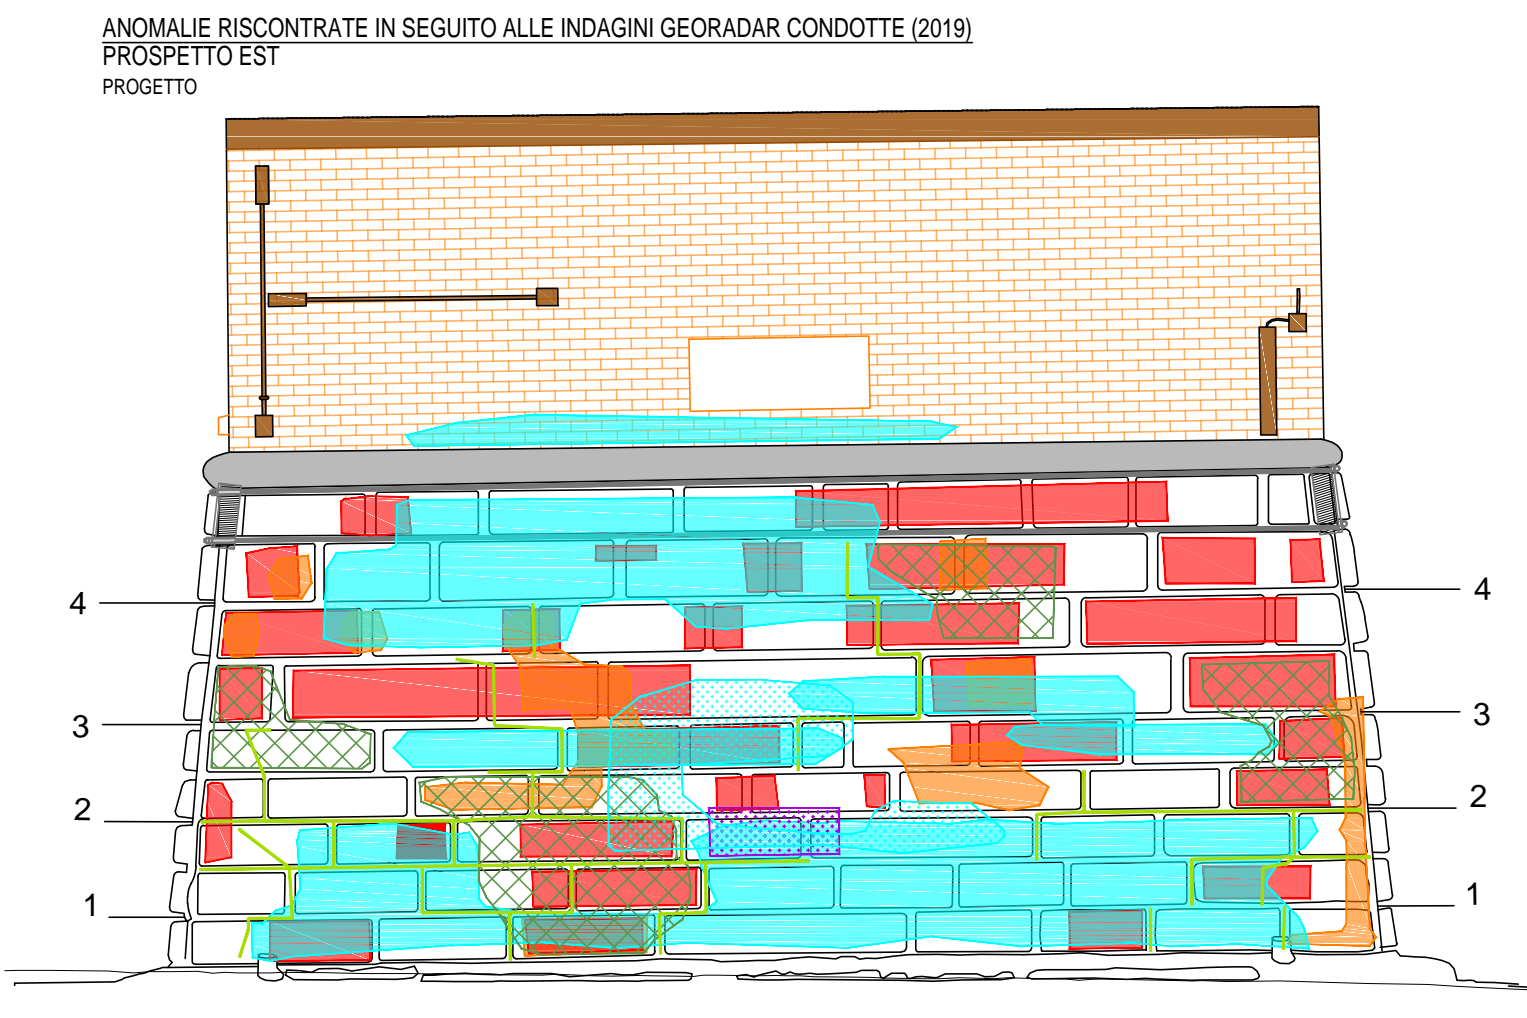 ANOMALIE RISCONTRATE IN SEGUITO ALLE INDAGINI GEORADAR CONDOTTE (2019)
PROSPETTO EST
PROGETTO
4 4
3 3
2 2
1 1